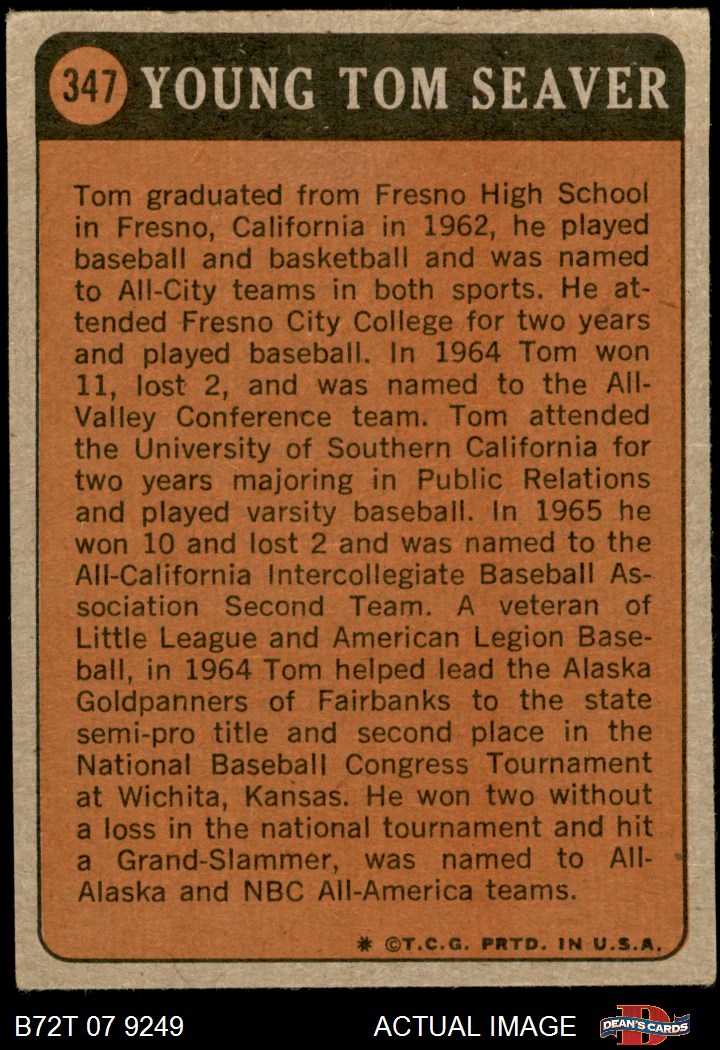 347 YOUNG TOM SEAVER
Tom graduated from Fresno High School
in Fresno, California in 1962, he played
baseball and basketball and was named
to All-City teams in both sports. He at-
tended Fresno City College for two years
and played baseball. In 1964 Tom won
11, lost 2, and was named to the All-
Valley Conference team. Tom attended
the University of Southern California for
two years majoring in Public Relations
and played varsity baseball. In 1965 he
won 10 and lost 2 and was named to the
All-California Intercollegiate Baseball As-
sociation Second Team. A veteran of
Little League and American Legion Base-
ball, in 1964 Tom helped lead the Alaska
Goldpanners of Fairbanks to the state
semi-pro title and second place in the
National Baseball Congress Tournament
at Wichita, Kansas. He won two without
a loss in the national tournament and hit
a Grand-Slammer, was named to All-
Alaska and NBC All-America teams.
* ©T.C.G. PRTD. IN U.S.A.
B72T 07 9249 ACTUAL IMAGE DEAN'S CARDS